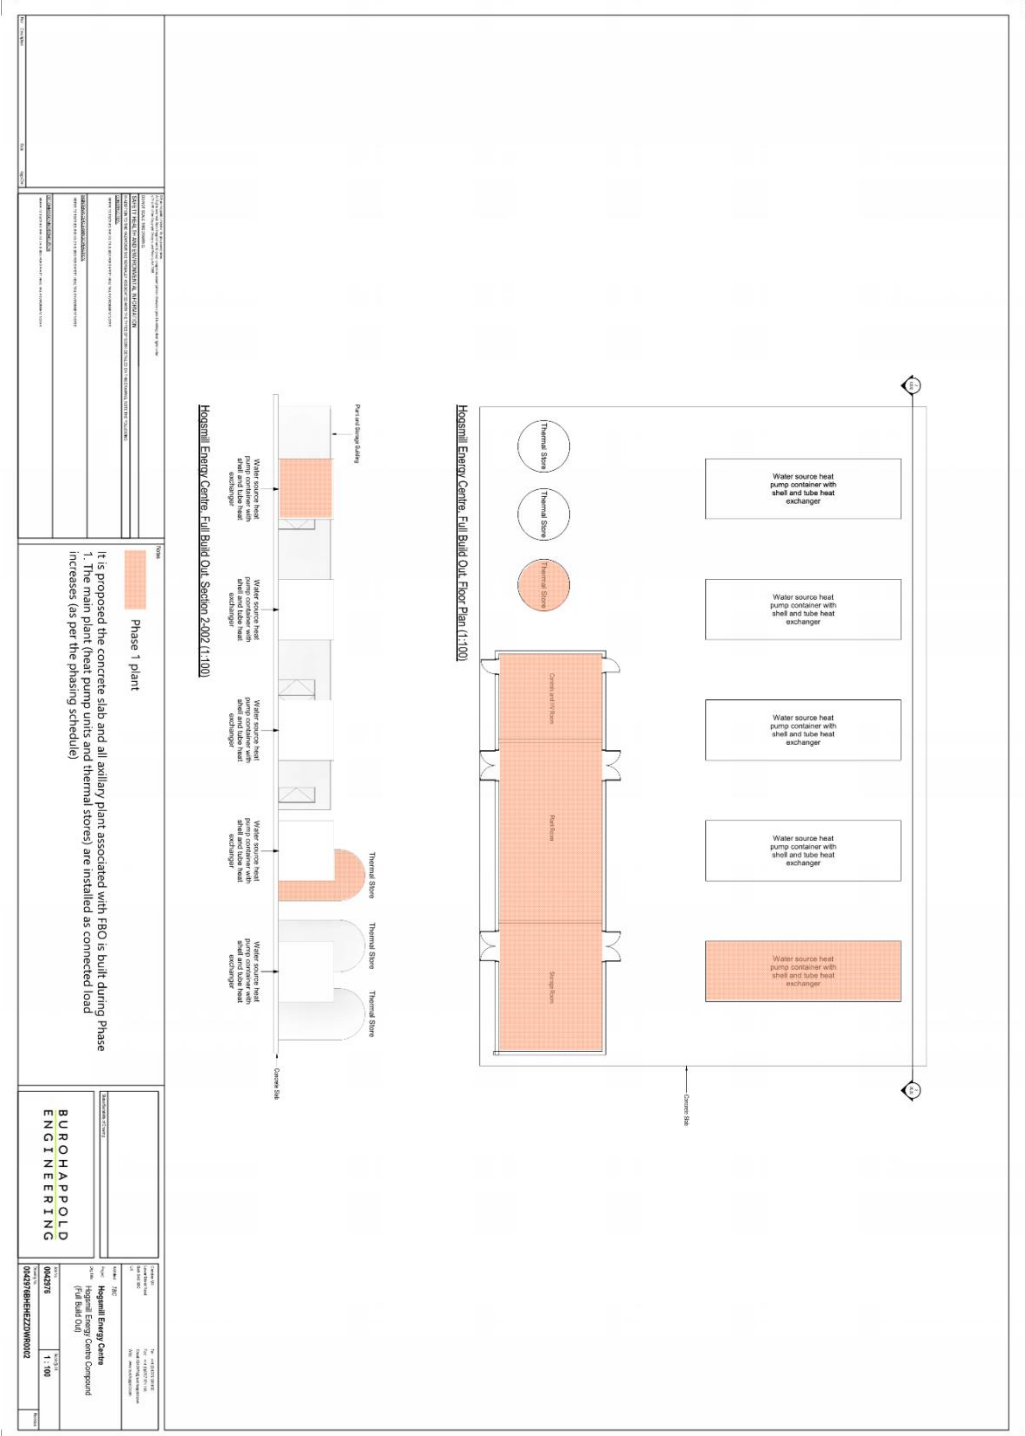 Water source heat
pump container with
shell and tube heat
exchanger
Water source heat
pump container with
shell and tube heat
exchanger
Water source heat
pump container with
shell and tube heat
exchanger
Water source heat
pump container with
shell and tube heat
exchanger
Water source heat
pump container with
shell and tube heat
exchanger
Concrete Slab
Thermal Store
Thermal Store
Thermal Store
Controls and HV Room
Plant Room
Storage Room
Hogsmill Energy Centre, Full Build Out, Floor Plan (1:100)
Plant and Storage Building
Thermal Store
Thermal Store
Thermal Store
Water source heat
pump container with
shell and tube heat
exchanger
Water source heat
pump container with
shell and tube heat
exchanger
Water source heat
pump container with
shell and tube heat
exchanger
Water source heat
pump container with
shell and tube heat
exchanger
Water source heat
pump container with
shell and tube heat
exchanger
Concrete Slab
Hogsmill Energy Centre, Full Build Out, Section 2-002 (1:100)
Notes
Phase 1 plant
It is proposed the concrete slab and all axillary plant associated with FBO is built during Phase
1. The main plant (heat pump units and thermal stores) are installed as connected load
increases (as per the phasing schedule)
SAFETY HEALTH AND ENVIRONMENTAL INFORMATION
BUROHAPPOLD
ENGINEERING
Hogsmill Energy Centre
Hogsmill Energy Centre Compound
(Full Build Out)
0042976
1 : 100
0042976BHEHEZZDWR0002